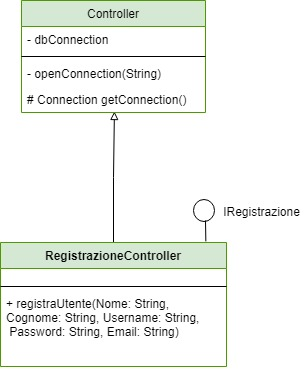 Controller
- dbConnection
- openConnection(String)
# Connection getConnection()
IRegistrazione
RegistrazioneController
+ registraUtente(Nome: String,
Cognome: String, Username: String,
Password: String, Email: String)